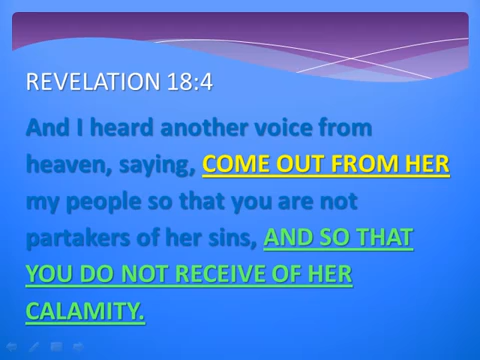 REVELATION 18:4
And I heard another voice from
heaven, saying, COME OUT FROM HER
my people so that you are not
partakers of her sins, AND SO THAT
YOU DO NOT RECEIVE OF HER
CALAMITY.